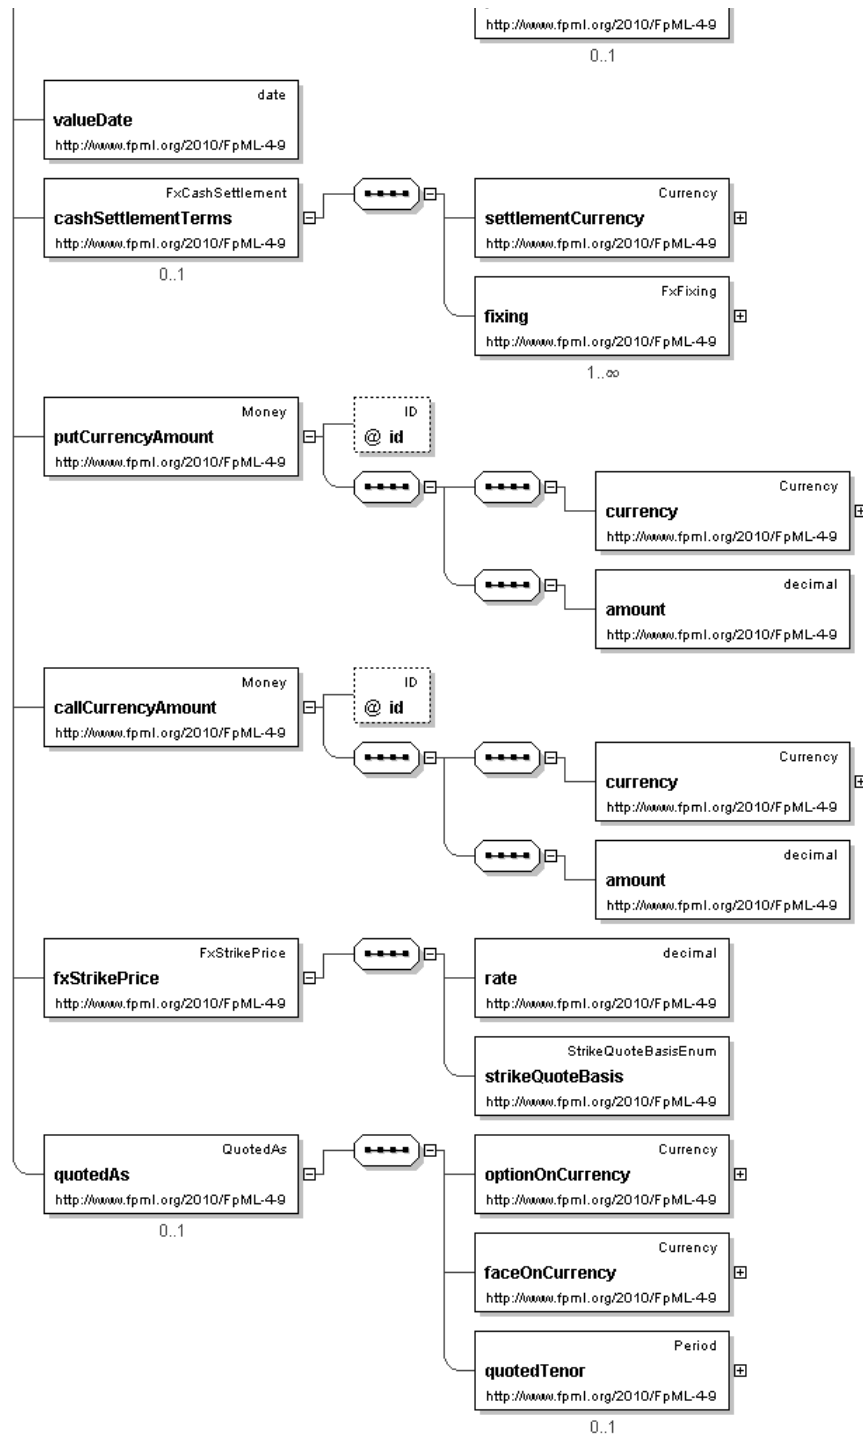 http://www.fpml.org/2010/FpML-4-9
0..1
date
valueDate
http://www.fpml.org/2010/FpML-4-9
FxCashSettlement
cashSettlementTerms
http://www.fpml.org/2010/FpML-4-9
0..1
Currency
settlementCurrency
http://www.fpml.org/2010/FpML-4-9
FxFixing
fixing
http://www.fpml.org/2010/FpML-4-9
1..∞
Money
putCurrencyAmount
http://www.fpml.org/2010/FpML-4-9
ID
@ id
Currency
currency
http://www.fpml.org/2010/FpML-4-9
decimal
amount
http://www.fpml.org/2010/FpML-4-9
Money
callCurrencyAmount
http://www.fpml.org/2010/FpML-4-9
ID
@ id
Currency
currency
http://www.fpml.org/2010/FpML-4-9
decimal
amount
http://www.fpml.org/2010/FpML-4-9
FxStrikePrice
fxStrikePrice
http://www.fpml.org/2010/FpML-4-9
decimal
rate
http://www.fpml.org/2010/FpML-4-9
StrikeQuoteBasisEnum
strikeQuoteBasis
http://www.fpml.org/2010/FpML-4-9
QuotedAs
quotedAs
http://www.fpml.org/2010/FpML-4-9
0..1
Currency
optionOnCurrency
http://www.fpml.org/2010/FpML-4-9
Currency
faceOnCurrency
http://www.fpml.org/2010/FpML-4-9
Period
quotedTenor
http://www.fpml.org/2010/FpML-4-9
0..1